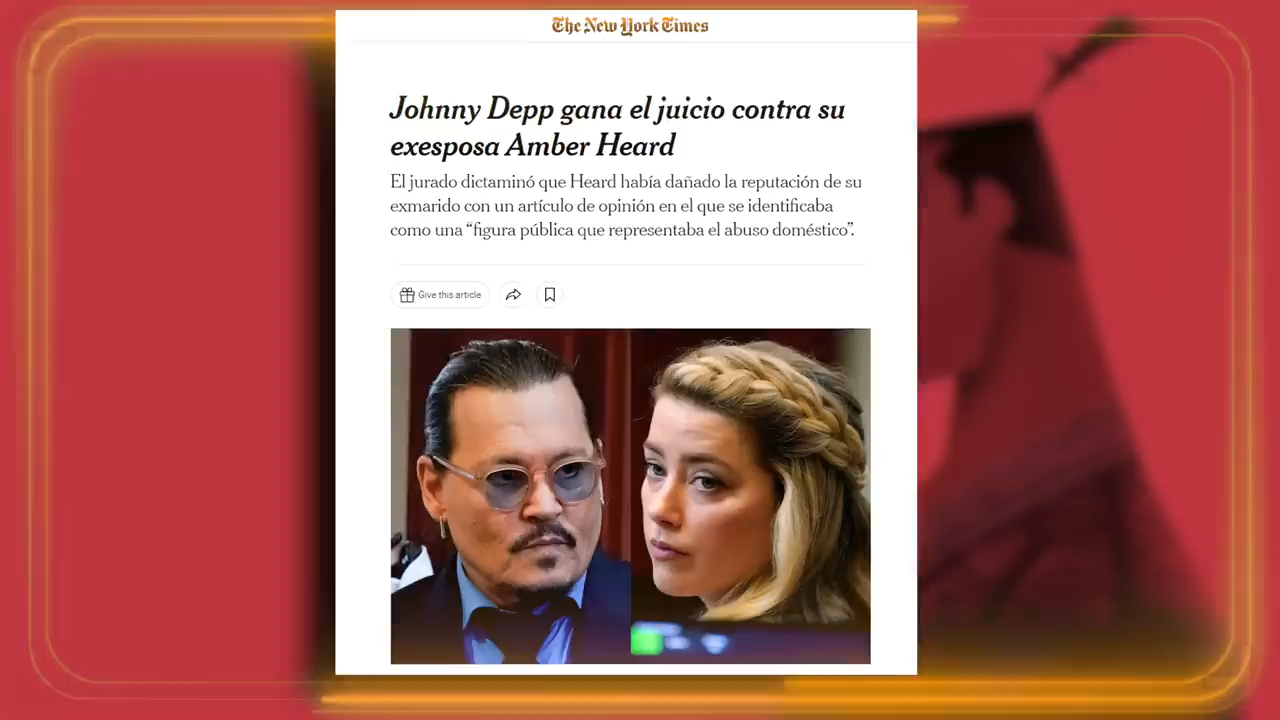 The New York Times
Johnny Depp gana el juicio contra su
exesposa Amber Heard
El jurado dictaminó que Heard había dañado la reputación de su
exmarido con un artículo de opinión en el que se identificaba
como una “figura pública que representaba el abuso doméstico”.
Give this article